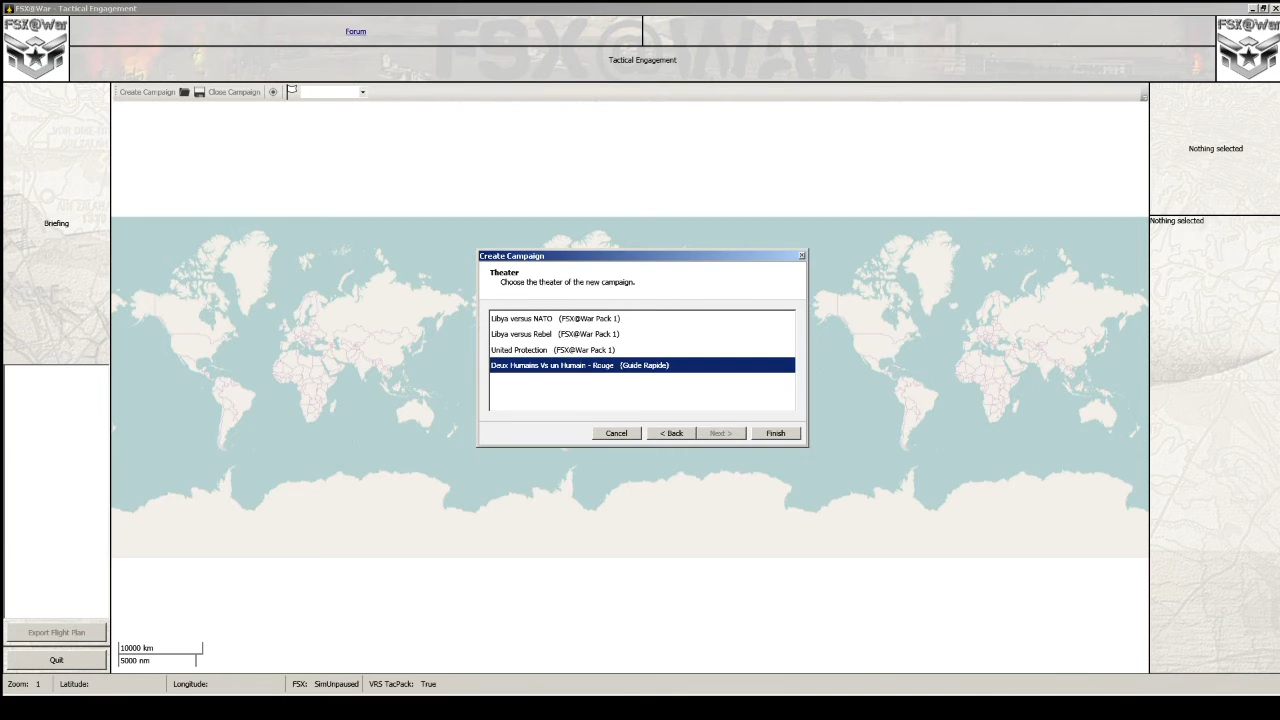 FSX@War - Tactical Engagement
FSX@War
Forum
FSX@WAR
FSX@War
Tactical Engagement
Create Campaign
Close Campaign
Nothing selected
Nothing selected
Briefing
Create Campaign
Theater
Choose the theater of the new campaign.
Libya versus NATO (FSX@War Pack 1)
Libya versus Rebel (FSX@War Pack 1)
United Protection (FSX@War Pack 1)
Deux Humains Vs un Humain - Rouge (Guide Rapide)
Cancel
< Back
Next >
Finish
Export Flight Plan
Quit
10000 km
5000 nm
Zoom: 1
Latitude:
Longitude:
FSX: SimUnpaused
VRS TacPack: True